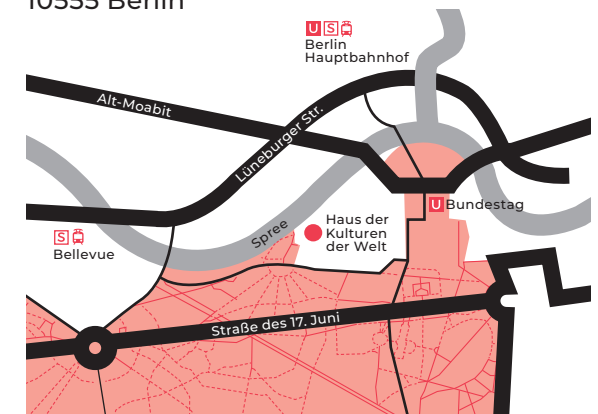 10555 Berlin
U S
Berlin
Hauptbahnhof
Alt-Moabit
Lüneburger Str.
U Bundestag
Haus der
Kulturen
der Welt
Spree
S
Bellevue
Straße des 17. Juni